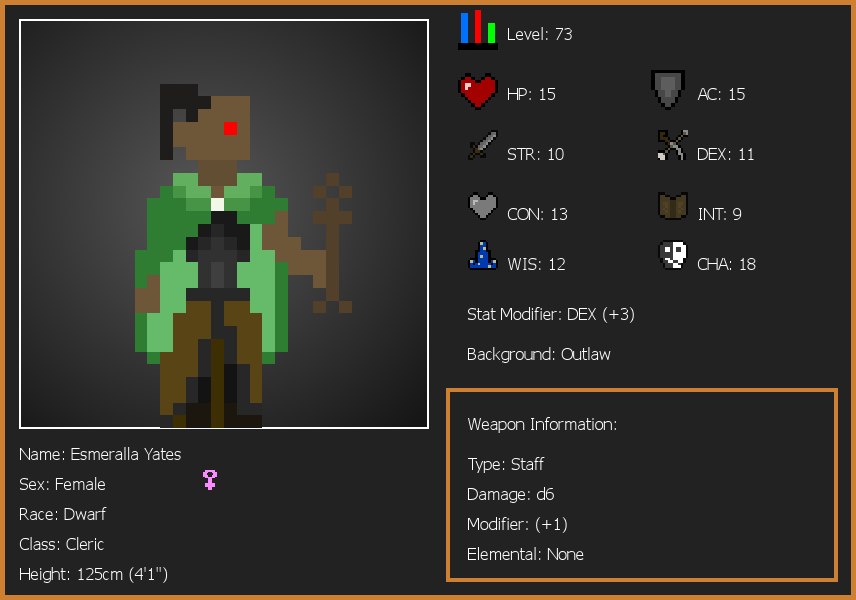 Level: 73
HP: 15
AC: 15
STR: 10
DEX: 11
CON: 13
INT: 9
WIS: 12
CHA: 18
Stat Modifier: DEX (+3)
Background: Outlaw
Weapon Information:
Type: Staff
Damage: d6
Modifier: (+1)
Elemental: None
Name: Esmeralla Yates
Sex: Female
Race: Dwarf
Class: Cleric
Height: 125cm (4'1")